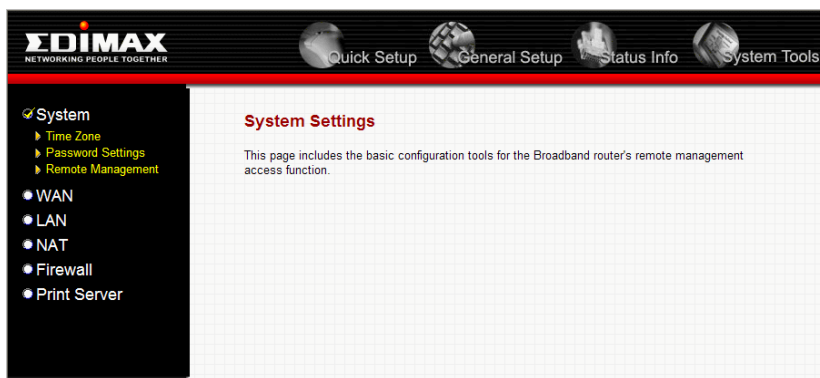 EDIMAX
NETWORKING PEOPLE TOGETHER
Quick Setup
General Setup
Status Info
System Tools
System
Time Zone
Password Settings
Remote Management
WAN
LAN
NAT
Firewall
Print Server
System Settings
This page includes the basic configuration tools for the Broadband router's remote management
access function.